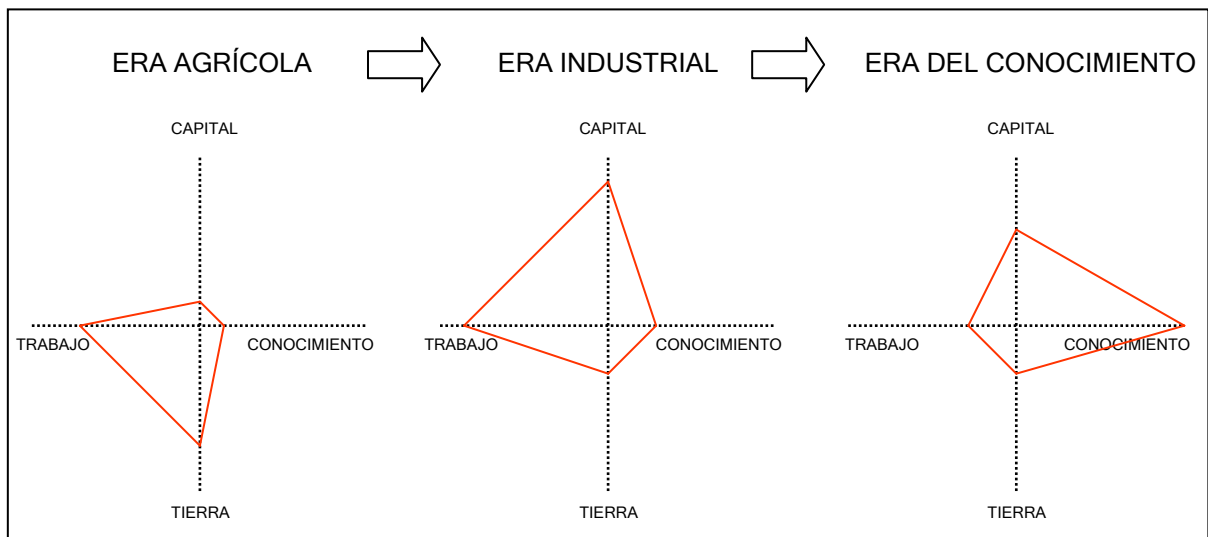 ERA AGRÍCOLA
ERA INDUSTRIAL
ERA DEL CONOCIMIENTO
CAPITAL
TRABAJO
CONOCIMIENTO
TIERRA
CAPITAL
TRABAJO
CONOCIMIENTO
TIERRA
CAPITAL
TRABAJO
CONOCIMIENTO
TIERRA